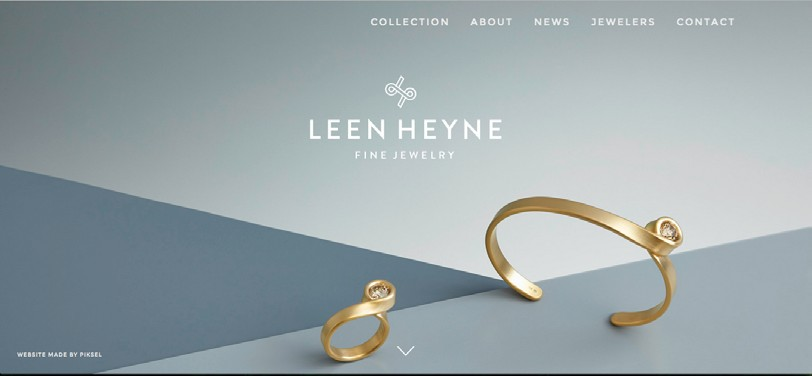 COLLECTION ABOUT NEWS JEWELERS CONTACT
LEEN HEYNE
FINE JEWELRY
WEBSITE MADE BY PIKSEL